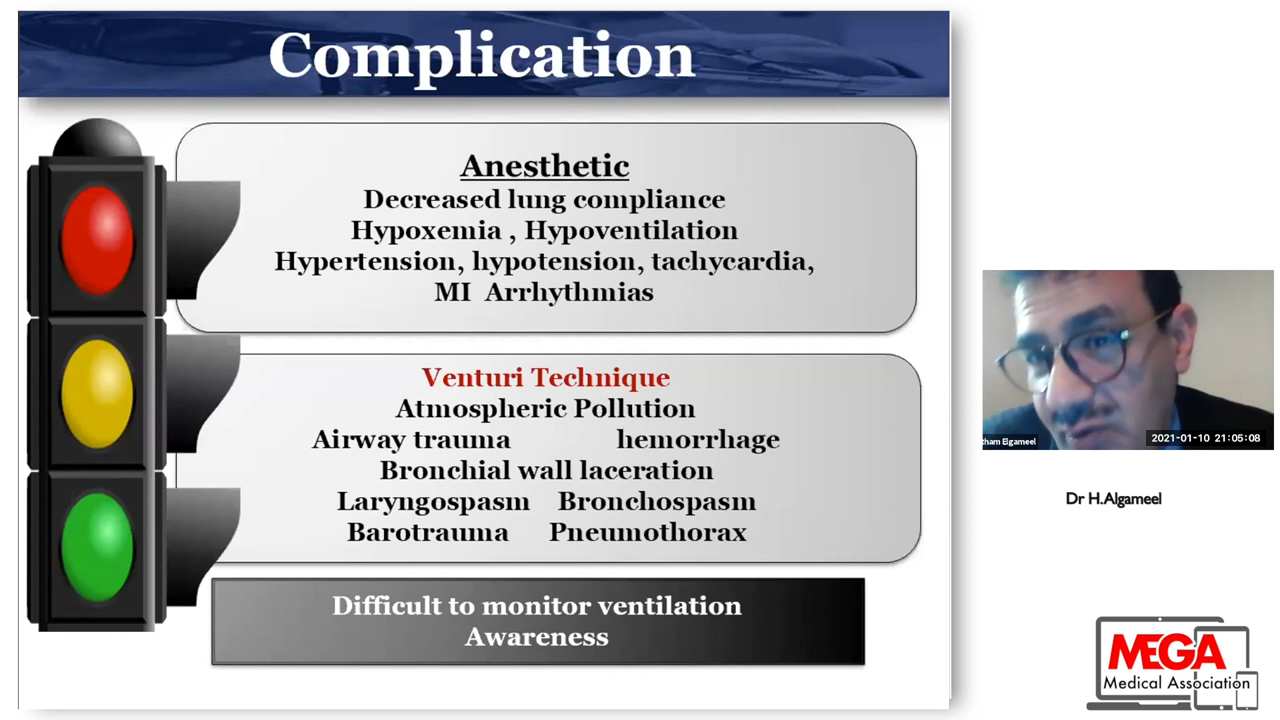 Complication
Anesthetic
Decreased lung compliance
Hypoxemia , Hypoventilation
Hypertension, hypotension, tachycardia,
MI Arrhythmias
Venturi Technique
Atmospheric Pollution
Airway trauma hemorrhage
Bronchial wall laceration
Laryngospasm Bronchospasm
Barotrauma Pneumothorax
Difficult to monitor ventilation
Awareness
tham Elgameel
2021-01-10 21:05:08
Dr H.Algameel
MEGA
Medical Association